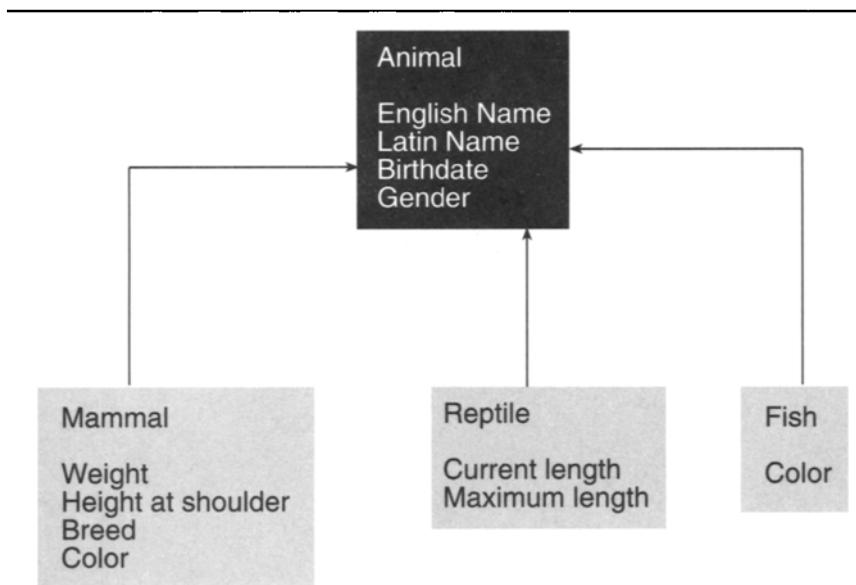 Animal
English Name
Latin Name
Birthdate
Gender
Mammal
Weight
Height at shoulder
Breed
Color
Reptile
Current length
Maximum length
Fish
Color